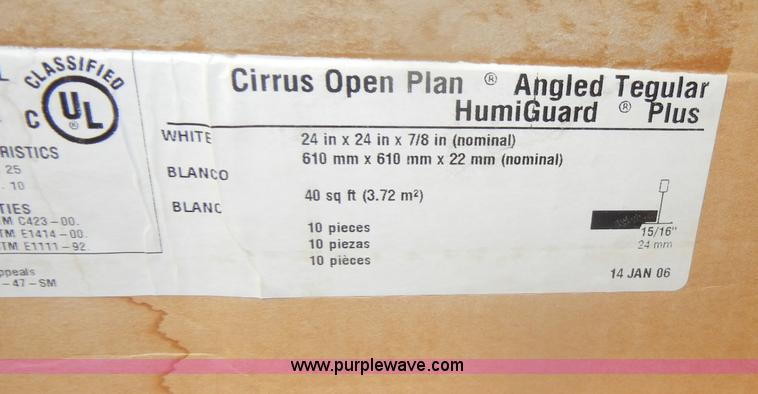 CLASSIFIED
C UL ®
RISTICS
25
10
TIES
M C423-00.
TM E1414-00.
STM E1111-92.
ppeals
-47-SM
Cirrus Open Plan ® Angled Tegular
HumiGuard ® Plus
WHITE
BLANCO
BLANC
24 in x 24 in x 7/8 in (nominal)
610 mm x 610 mm x 22 mm (nominal)
40 sq ft (3.72 m²)
10 pieces
10 piezas
10 pièces
15/16"
24 mm
14 JAN 06
www.purplewave.com